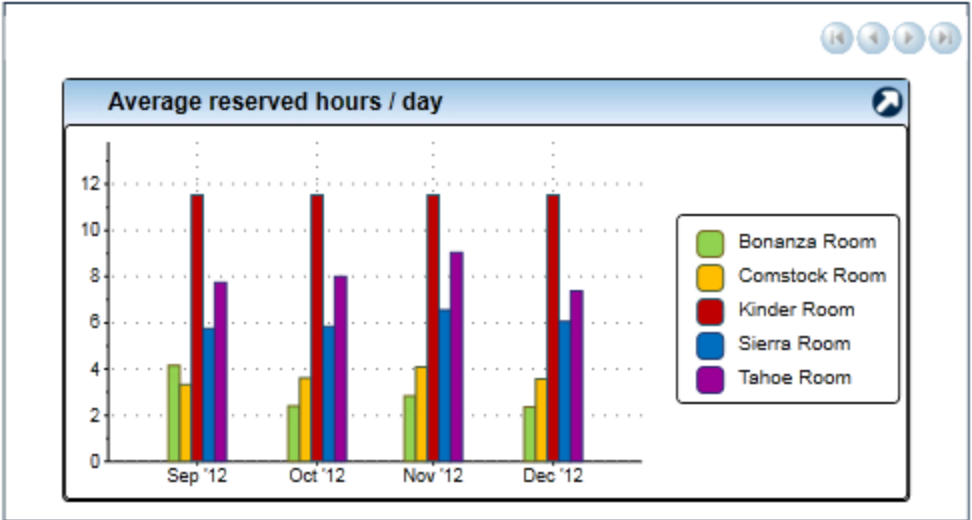 Average reserved hours / day
12
10
8
6
4
2
0
Sep '12 Oct '12 Nov '12 Dec '12
Bonanza Room
Comstock Room
Kinder Room
Sierra Room
Tahoe Room